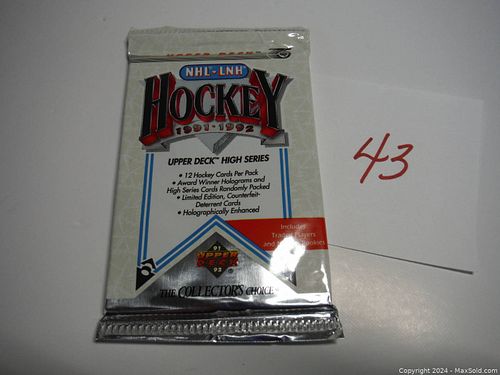 NHL • LNH
HOCKEY
1991-1992
UPPER DECK™ HIGH SERIES
• 12 Hockey Cards Per Pack
• Award Winner Holograms and
High Series Cards Randomly Packed
• Limited Edition, Counterfeit-
Deterrent Cards
• Holographically Enhanced
Includes
Traded Players
and Rookies
91
UPPER
DECK
92
THE COLLECTOR'S CHOICE
43
Copyright 2024 - MaxSold.com